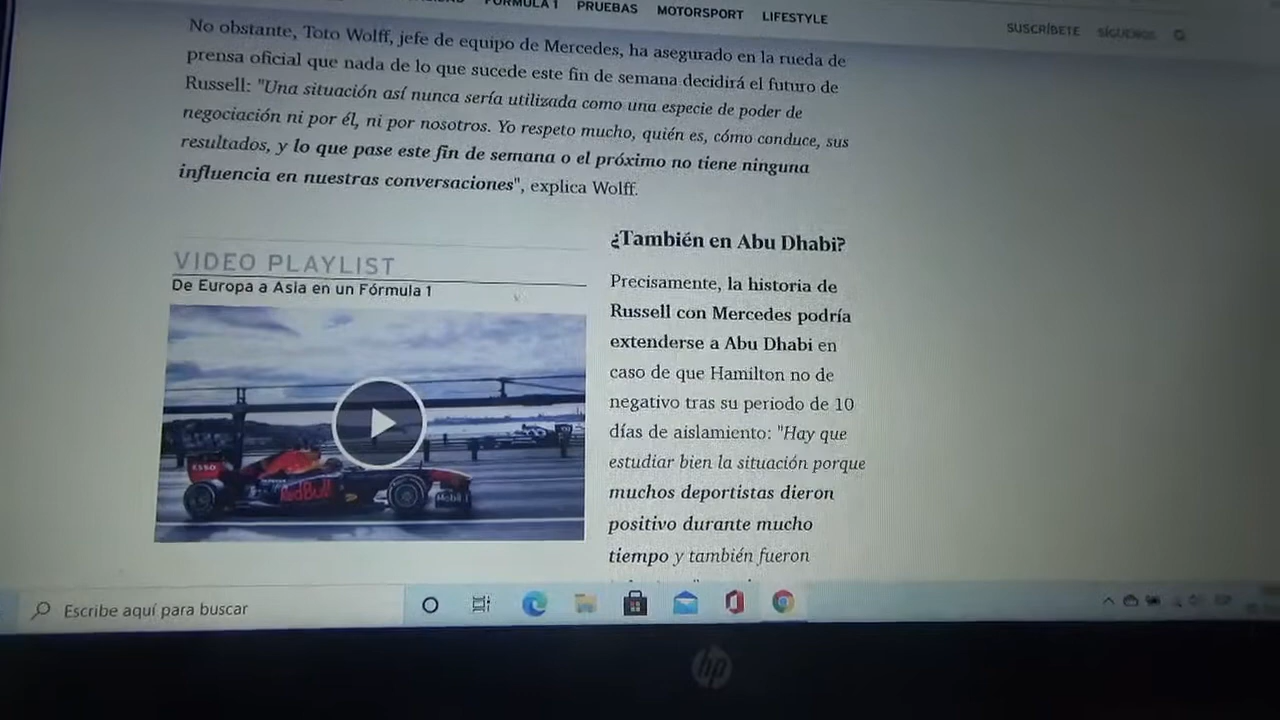 FÓRMULA 1 PRUEBAS MOTORSPORT LIFESTYLE
SUSCRÍBETE SÍGUENOS
No obstante, Toto Wolff, jefe de equipo de Mercedes, ha asegurado en la rueda de
prensa oficial que nada de lo que sucede este fin de semana decidirá el futuro de
Russell: "Una situación así nunca sería utilizada como una especie de poder de
negociación ni por él, ni por nosotros. Yo respeto mucho, quién es, cómo conduce, sus
resultados, y lo que pase este fin de semana o el próximo no tiene ninguna
influencia en nuestras conversaciones", explica Wolff.
VIDEO PLAYLIST
De Europa a Asia en un Fórmula 1
Esso
Red Bull
Mobil 1
¿También en Abu Dhabi?
Precisamente, la historia de
Russell con Mercedes podría
extenderse a Abu Dhabi en
caso de que Hamilton no de
negativo tras su periodo de 10
días de aislamiento: "Hay que
estudiar bien la situación porque
muchos deportistas dieron
positivo durante mucho
tiempo y también fueron
Escribe aquí para buscar
hp